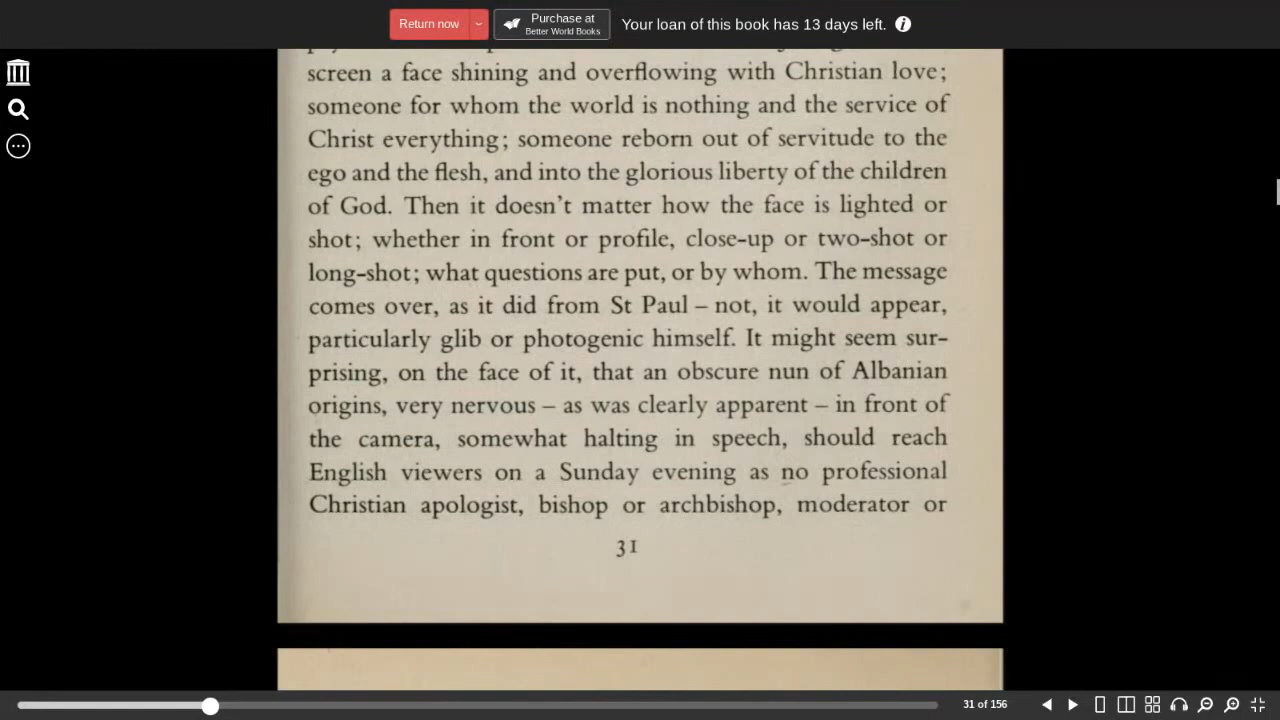 Return now
Purchase at
Better World Books
Your loan of this book has 13 days left.
screen a face shining and overflowing with Christian love;
someone for whom the world is nothing and the service of
Christ everything; someone reborn out of servitude to the
ego and the flesh, and into the glorious liberty of the children
of God. Then it doesn't matter how the face is lighted or
shot; whether in front or profile, close-up or two-shot or
long-shot; what questions are put, or by whom. The message
comes over, as it did from St Paul – not, it would appear,
particularly glib or photogenic himself. It might seem sur-
prising, on the face of it, that an obscure nun of Albanian
origins, very nervous – as was clearly apparent – in front of
the camera, somewhat halting in speech, should reach
English viewers on a Sunday evening as no professional
Christian apologist, bishop or archbishop, moderator or
31
31 of 156